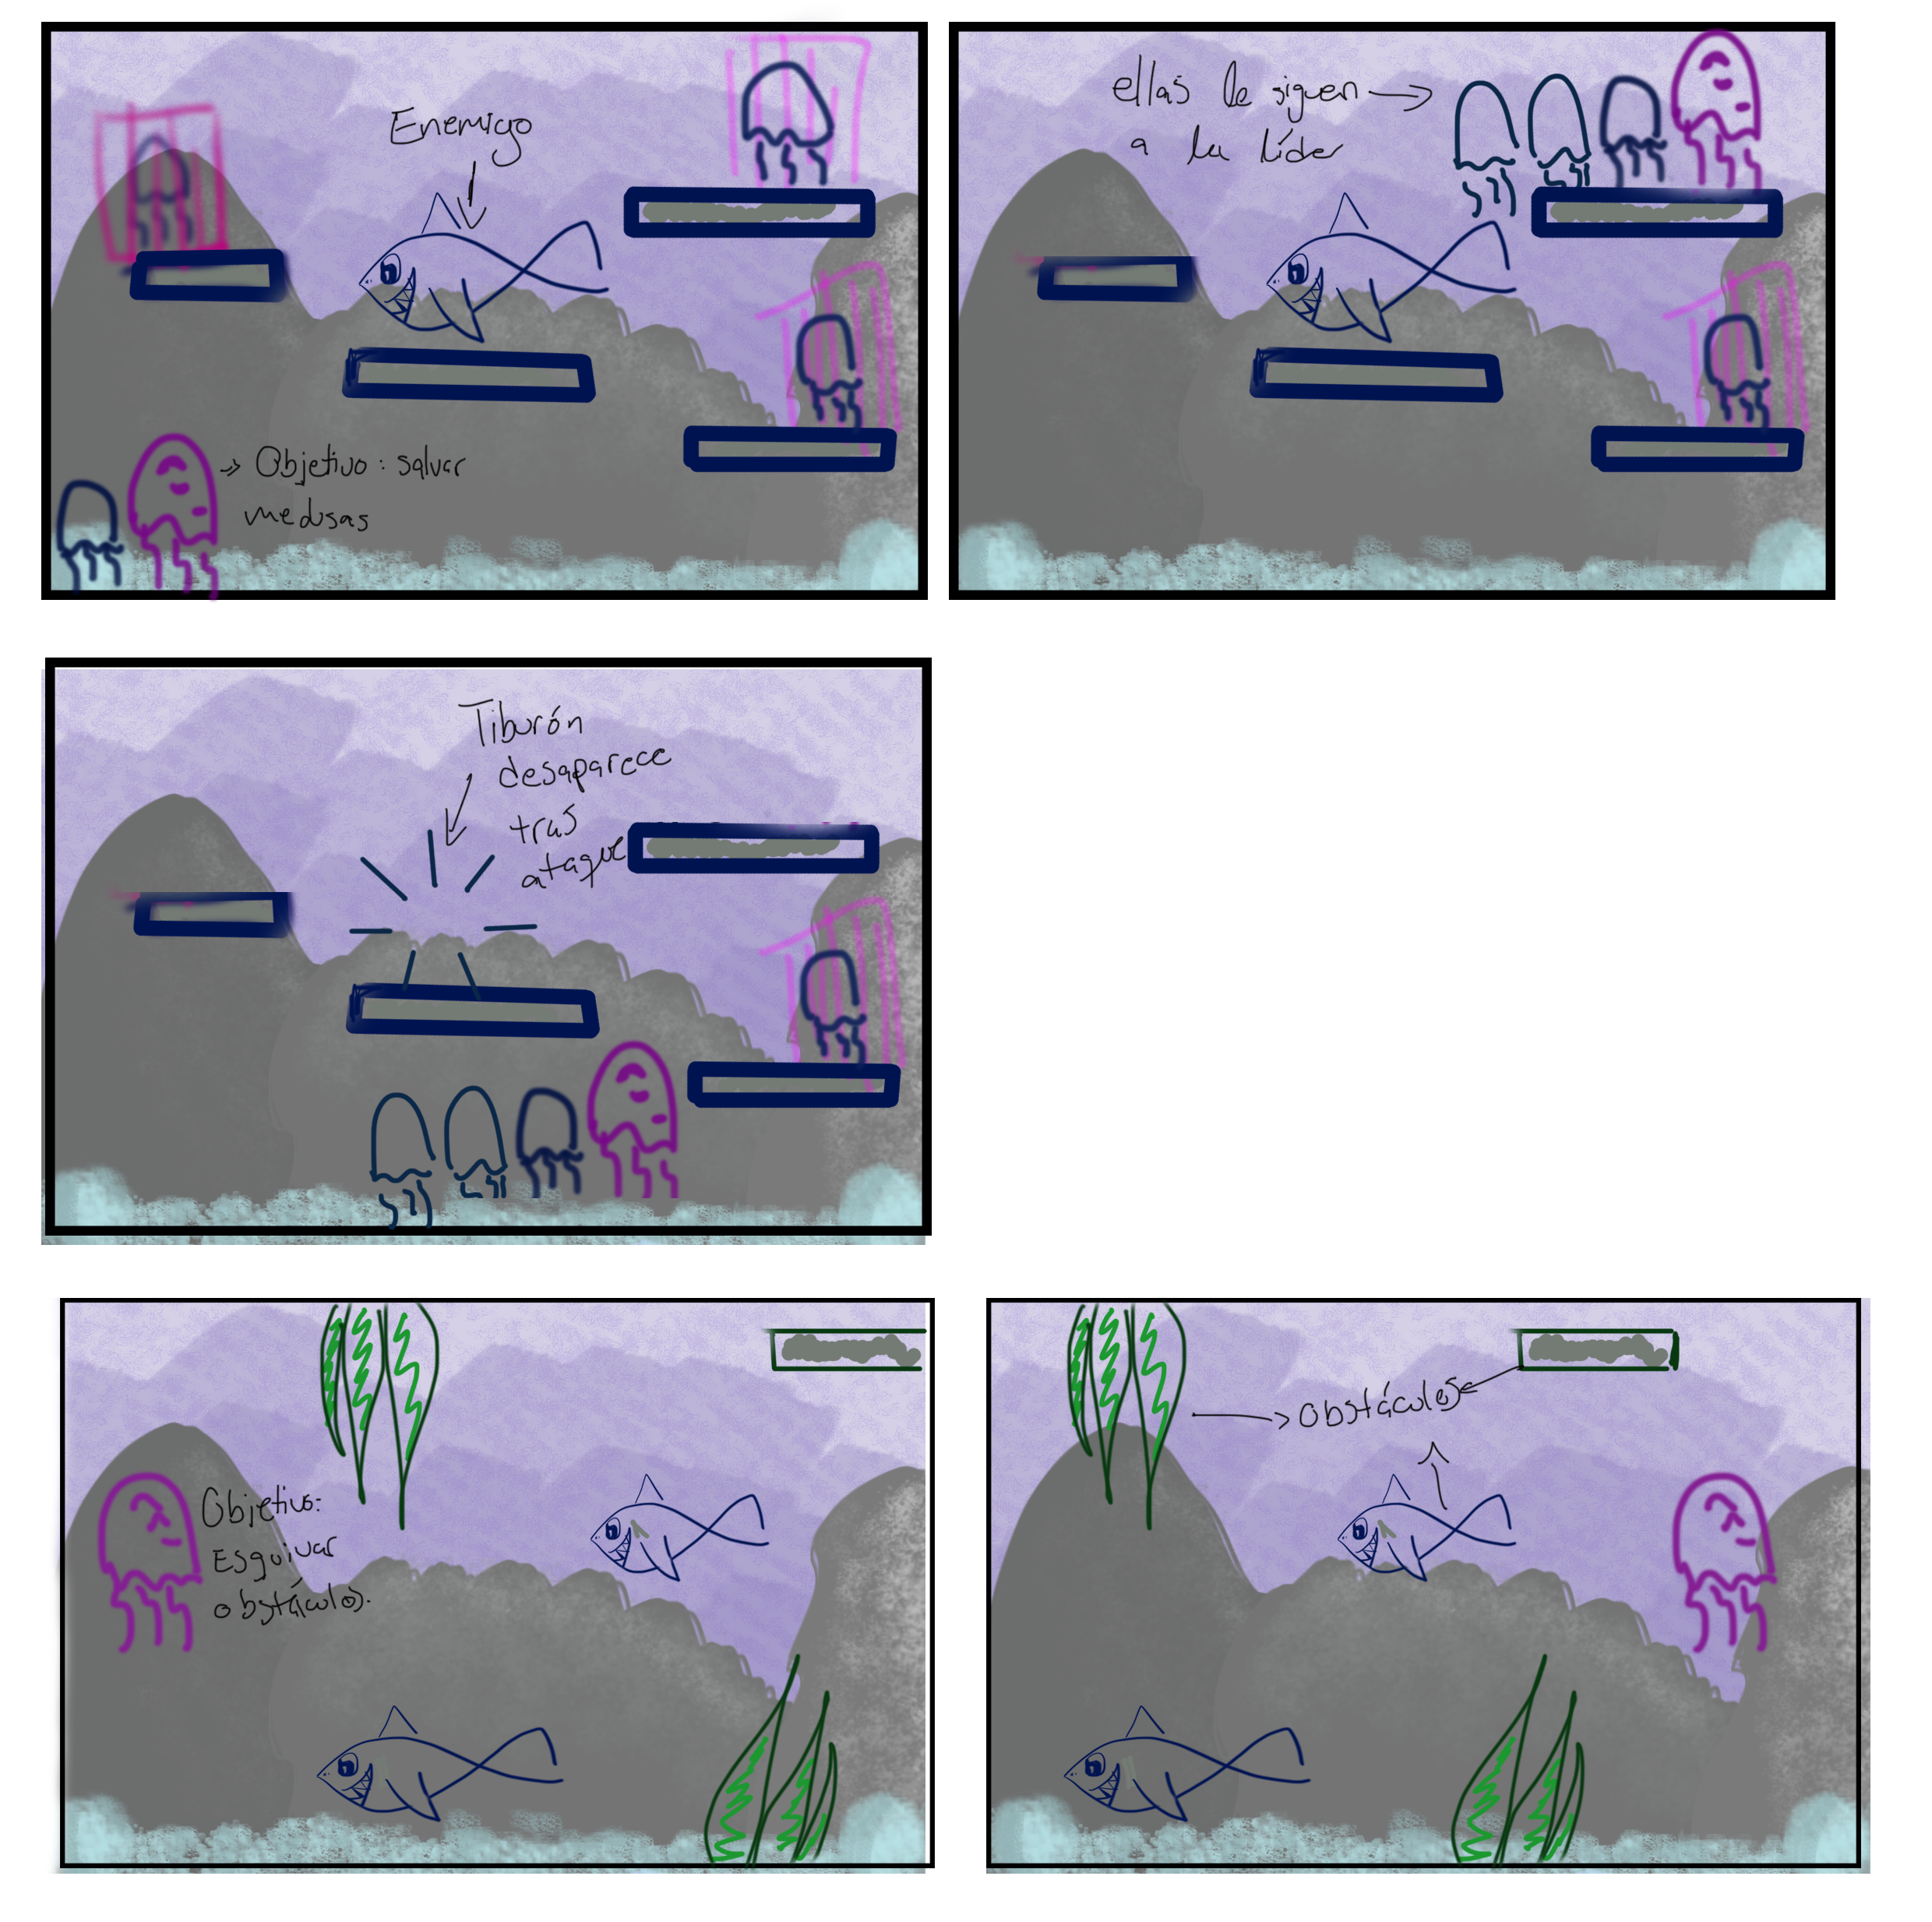 Enemigo
Objetivo: salvar
medusas
ellas le siguen
a la líder
Tiburón
desaparece
tras
ataque
Objetivo:
Esquivar
obstáculos.
Obstáculos